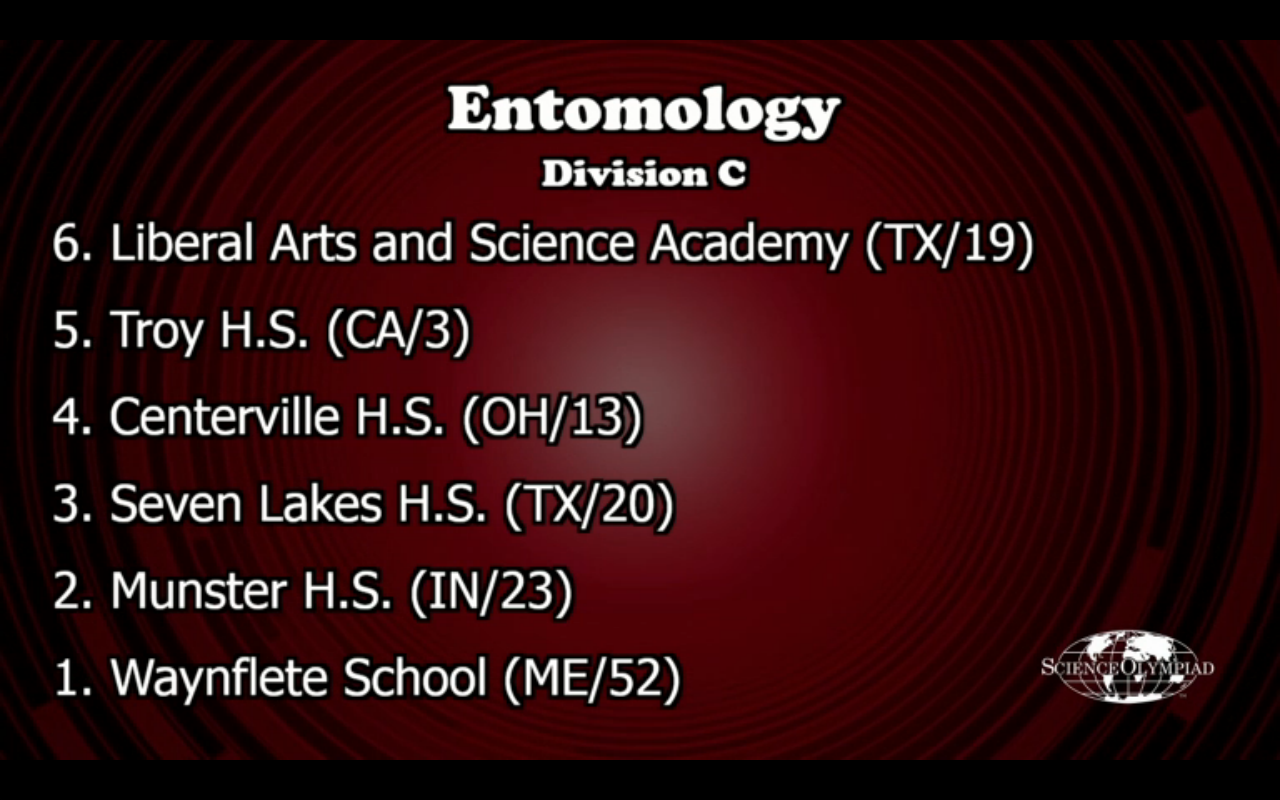 Entomology
Division C
6. Liberal Arts and Science Academy (TX/19)
5. Troy H.S. (CA/3)
4. Centerville H.S. (OH/13)
3. Seven Lakes H.S. (TX/20)
2. Munster H.S. (IN/23)
1. Waynflete School (ME/52)
SCIENCE OLYMPIAD